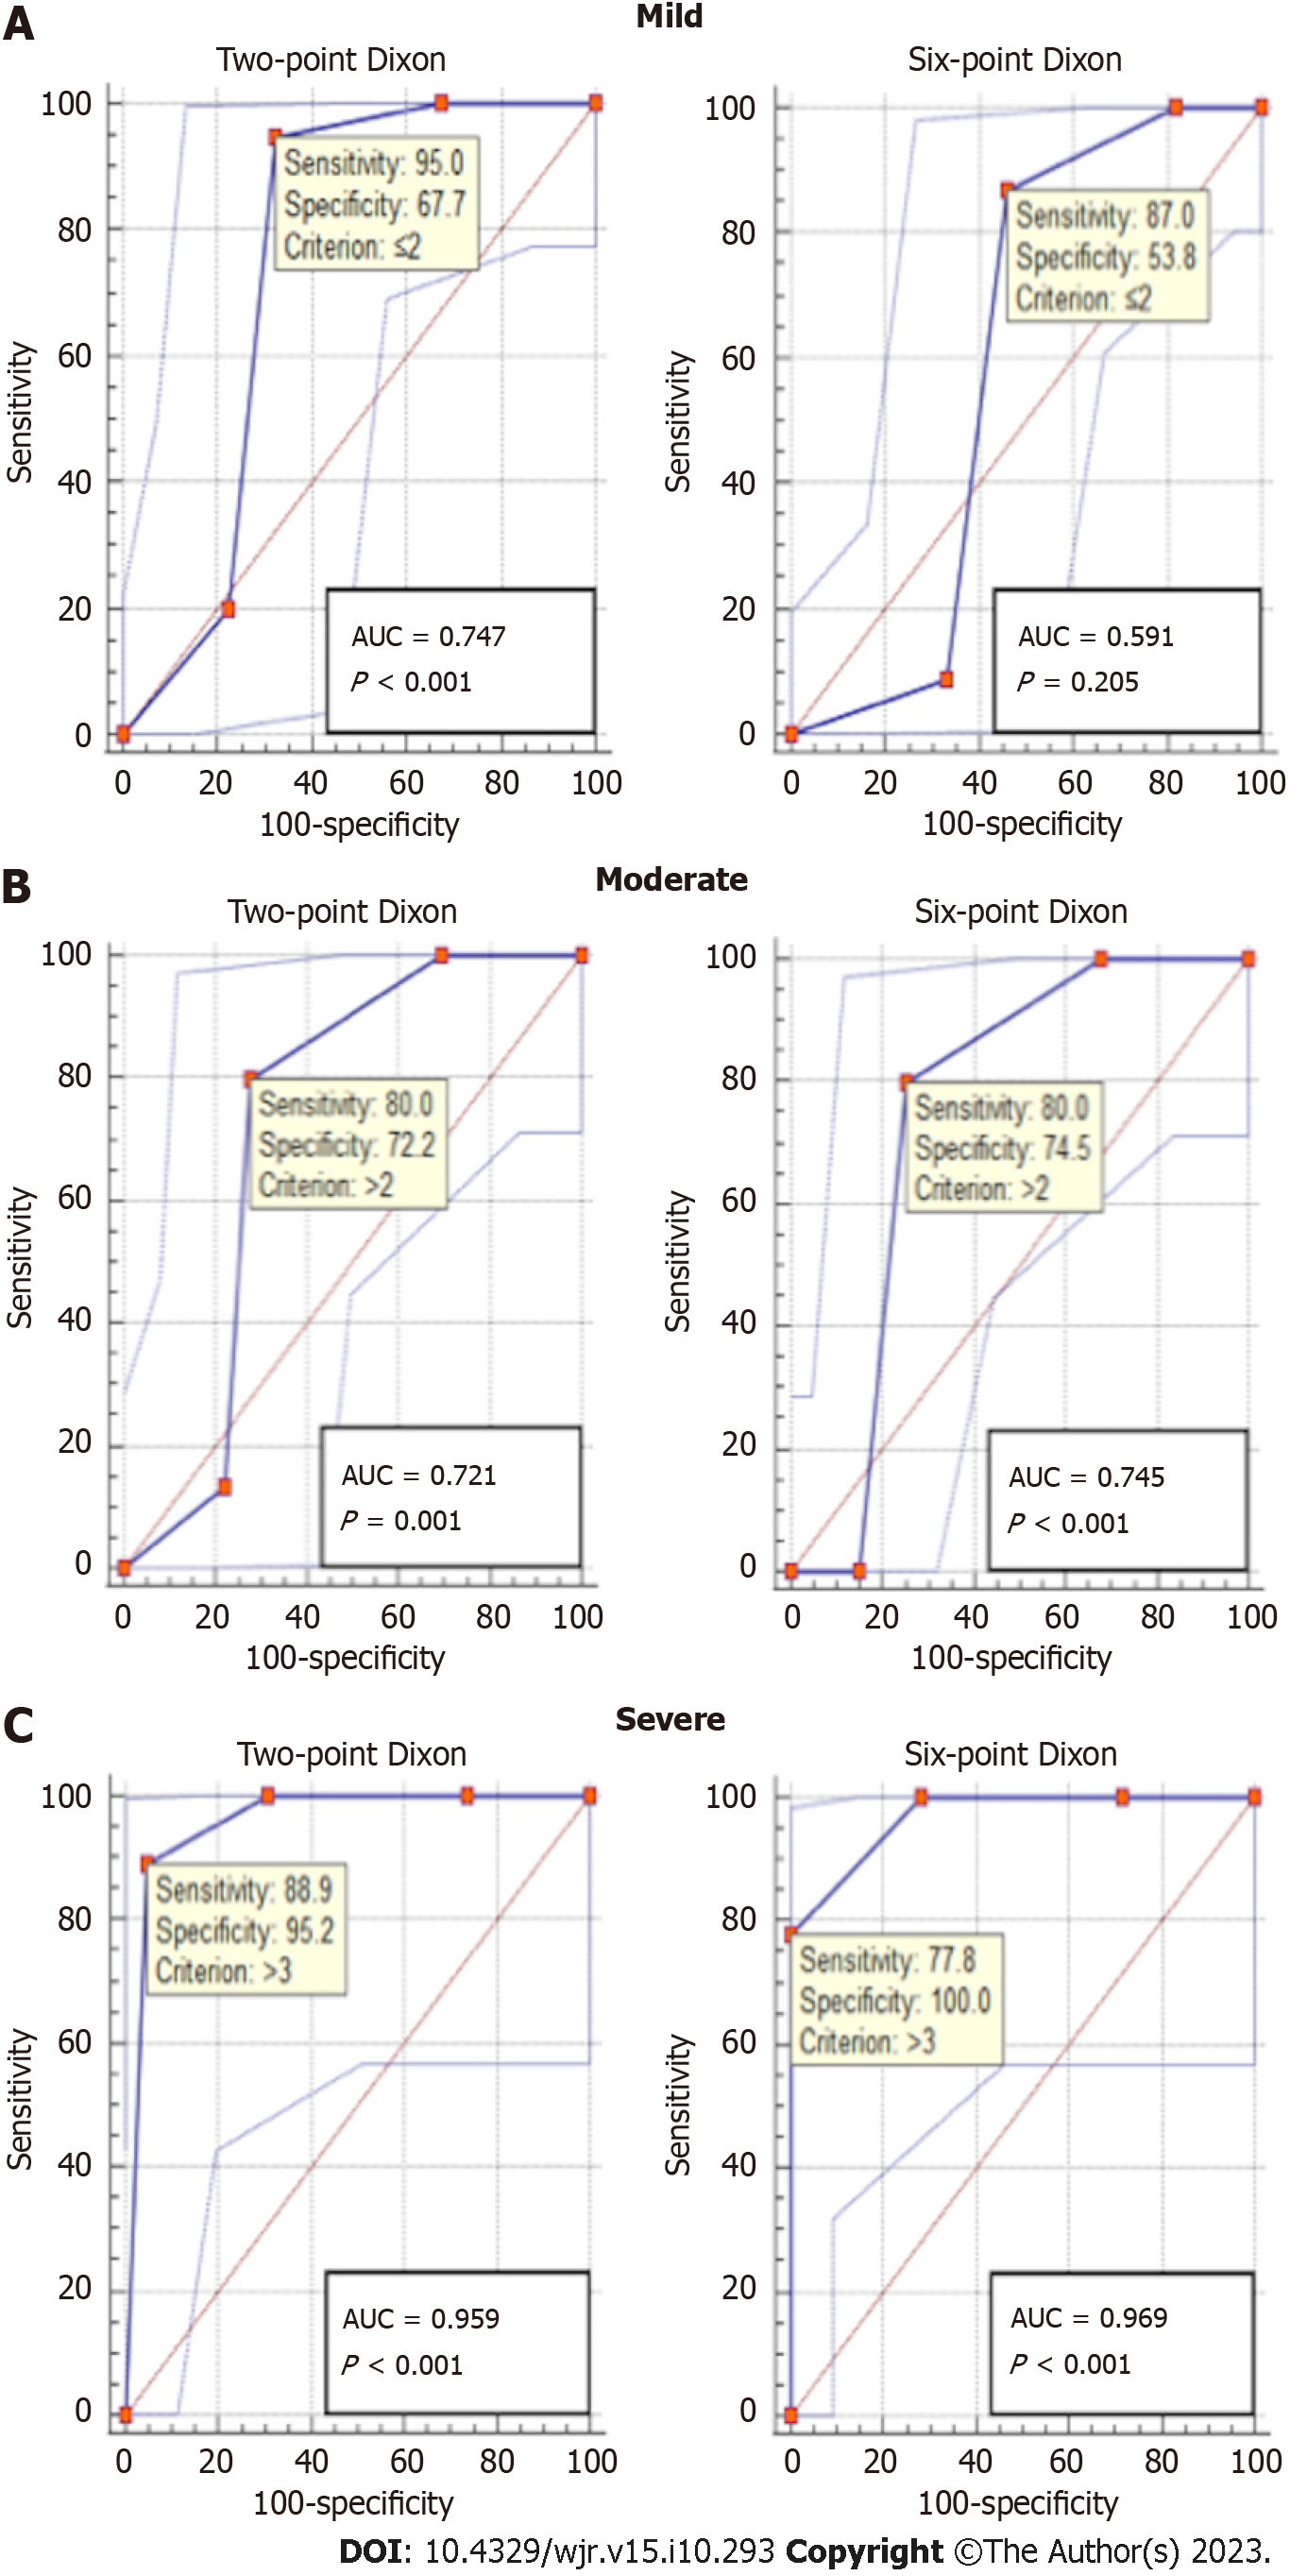 A
Mild
Two-point Dixon
Six-point Dixon
100
80
60
40
20
0
Sensitivity
Sensitivity: 95.0
Specificity: 67.7
Criterion: ≤2
AUC = 0.747
P < 0.001
0 20 40 60 80 100
100-specificity
100
80
60
40
20
0
Sensitivity
Sensitivity: 87.0
Specificity: 53.8
Criterion: ≤2
AUC = 0.591
P = 0.205
0 20 40 60 80 100
100-specificity
B
Moderate
Two-point Dixon
Six-point Dixon
100
80
60
40
20
0
Sensitivity
Sensitivity: 80.0
Specificity: 72.2
Criterion: >2
AUC = 0.721
P = 0.001
0 20 40 60 80 100
100-specificity
100
80
60
40
20
0
Sensitivity
Sensitivity: 80.0
Specificity: 74.5
Criterion: >2
AUC = 0.745
P < 0.001
0 20 40 60 80 100
100-specificity
C
Severe
Two-point Dixon
Six-point Dixon
100
80
60
40
20
0
Sensitivity
Sensitivity: 88.9
Specificity: 95.2
Criterion: >3
AUC = 0.959
P < 0.001
0 20 40 60 80 100
100-specificity
100
80
60
40
20
0
Sensitivity
Sensitivity: 77.8
Specificity: 100.0
Criterion: >3
AUC = 0.969
P < 0.001
0 20 40 60 80 100
100-specificity
DOI: 10.4329/wjr.v15.i10.293 Copyright ©The Author(s) 2023.